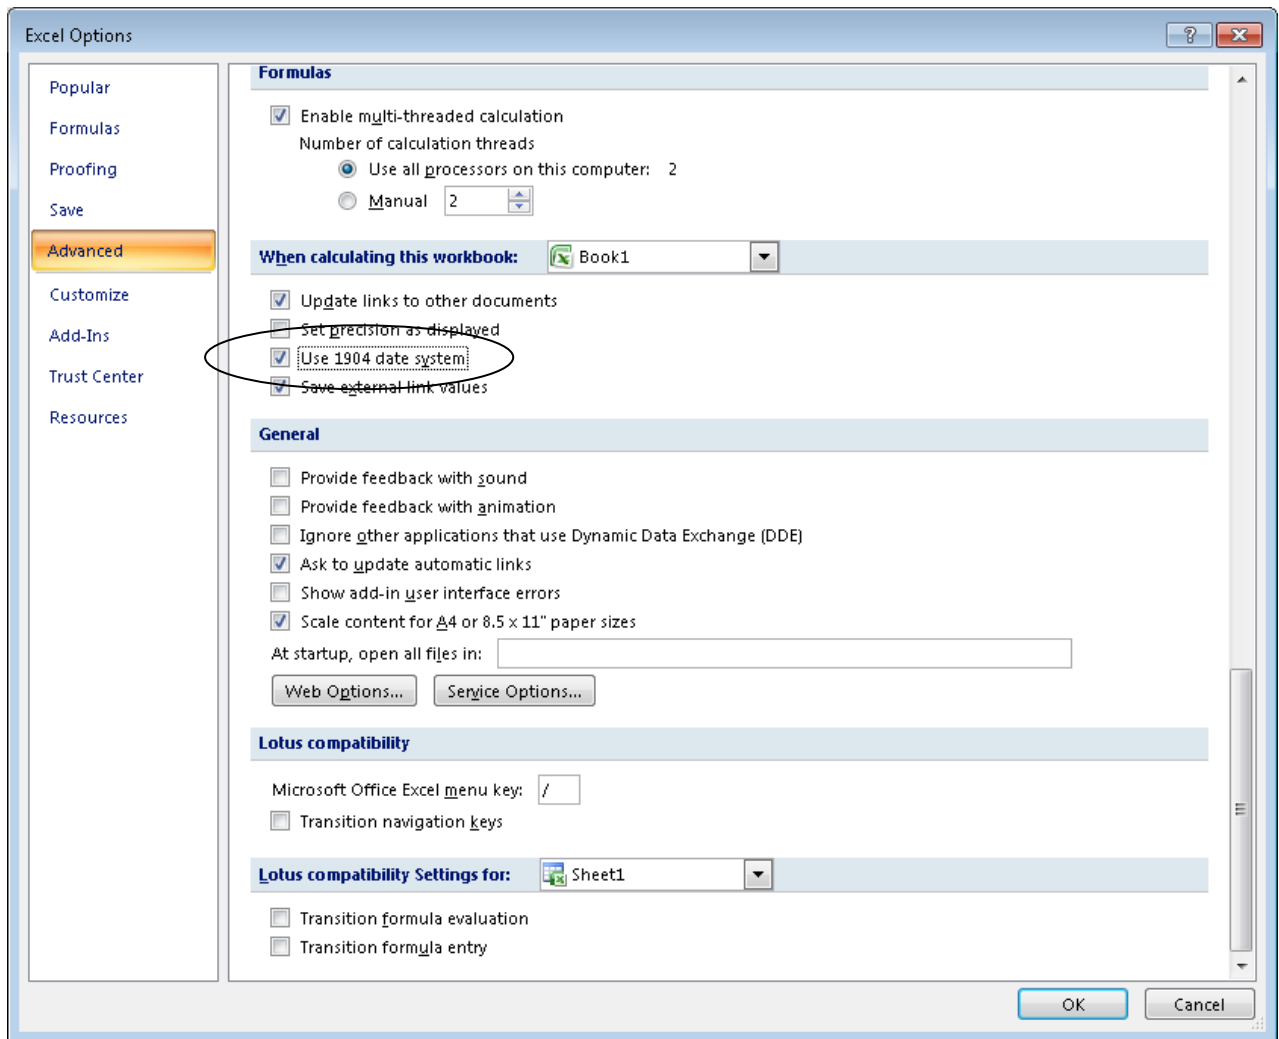 Excel Options
Popular
Formulas
Proofing
Save
Advanced
Customize
Add-Ins
Trust Center
Resources
Formulas
Enable multi-threaded calculation
Number of calculation threads
Use all processors on this computer: 2
Manual 2
When calculating this workbook: Book1
Update links to other documents
Set precision as displayed
Use 1904 date system
Save external link values
General
Provide feedback with sound
Provide feedback with animation
Ignore other applications that use Dynamic Data Exchange (DDE)
Ask to update automatic links
Show add-in user interface errors
Scale content for A4 or 8.5 x 11" paper sizes
At startup, open all files in:
Web Options... Service Options...
Lotus compatibility
Microsoft Office Excel menu key: /
Transition navigation keys
Lotus compatibility Settings for: Sheet1
Transition formula evaluation
Transition formula entry
OK Cancel